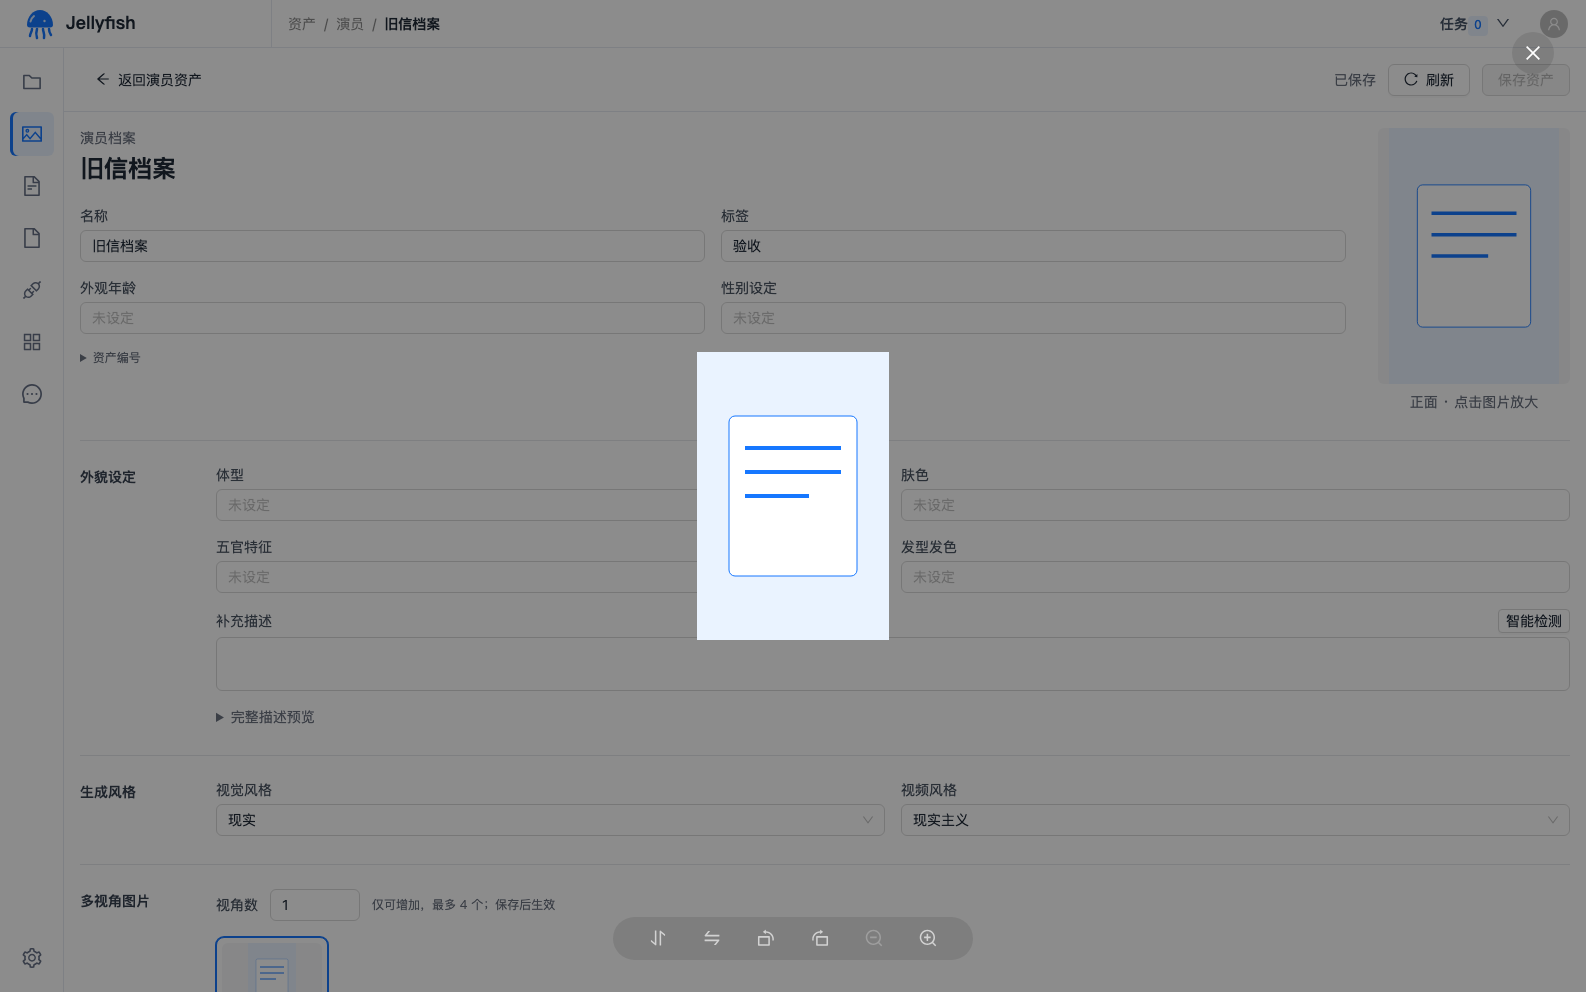 Jellyfish
资产 / 演员 / 旧信档案
任务 0
返回演员资产
已保存
刷新
保存资产
演员档案
旧信档案
名称
旧信档案
标签
验收
外观年龄
未设定
性别设定
未设定
资产编号
正面 · 点击图片放大
外貌设定
体型
未设定
肤色
未设定
五官特征
未设定
发型发色
未设定
补充描述
智能检测
完整描述预览
生成风格
视觉风格
现实
视频风格
现实主义
多视角图片
视角数
1
仅可增加，最多 4 个；保存后生效